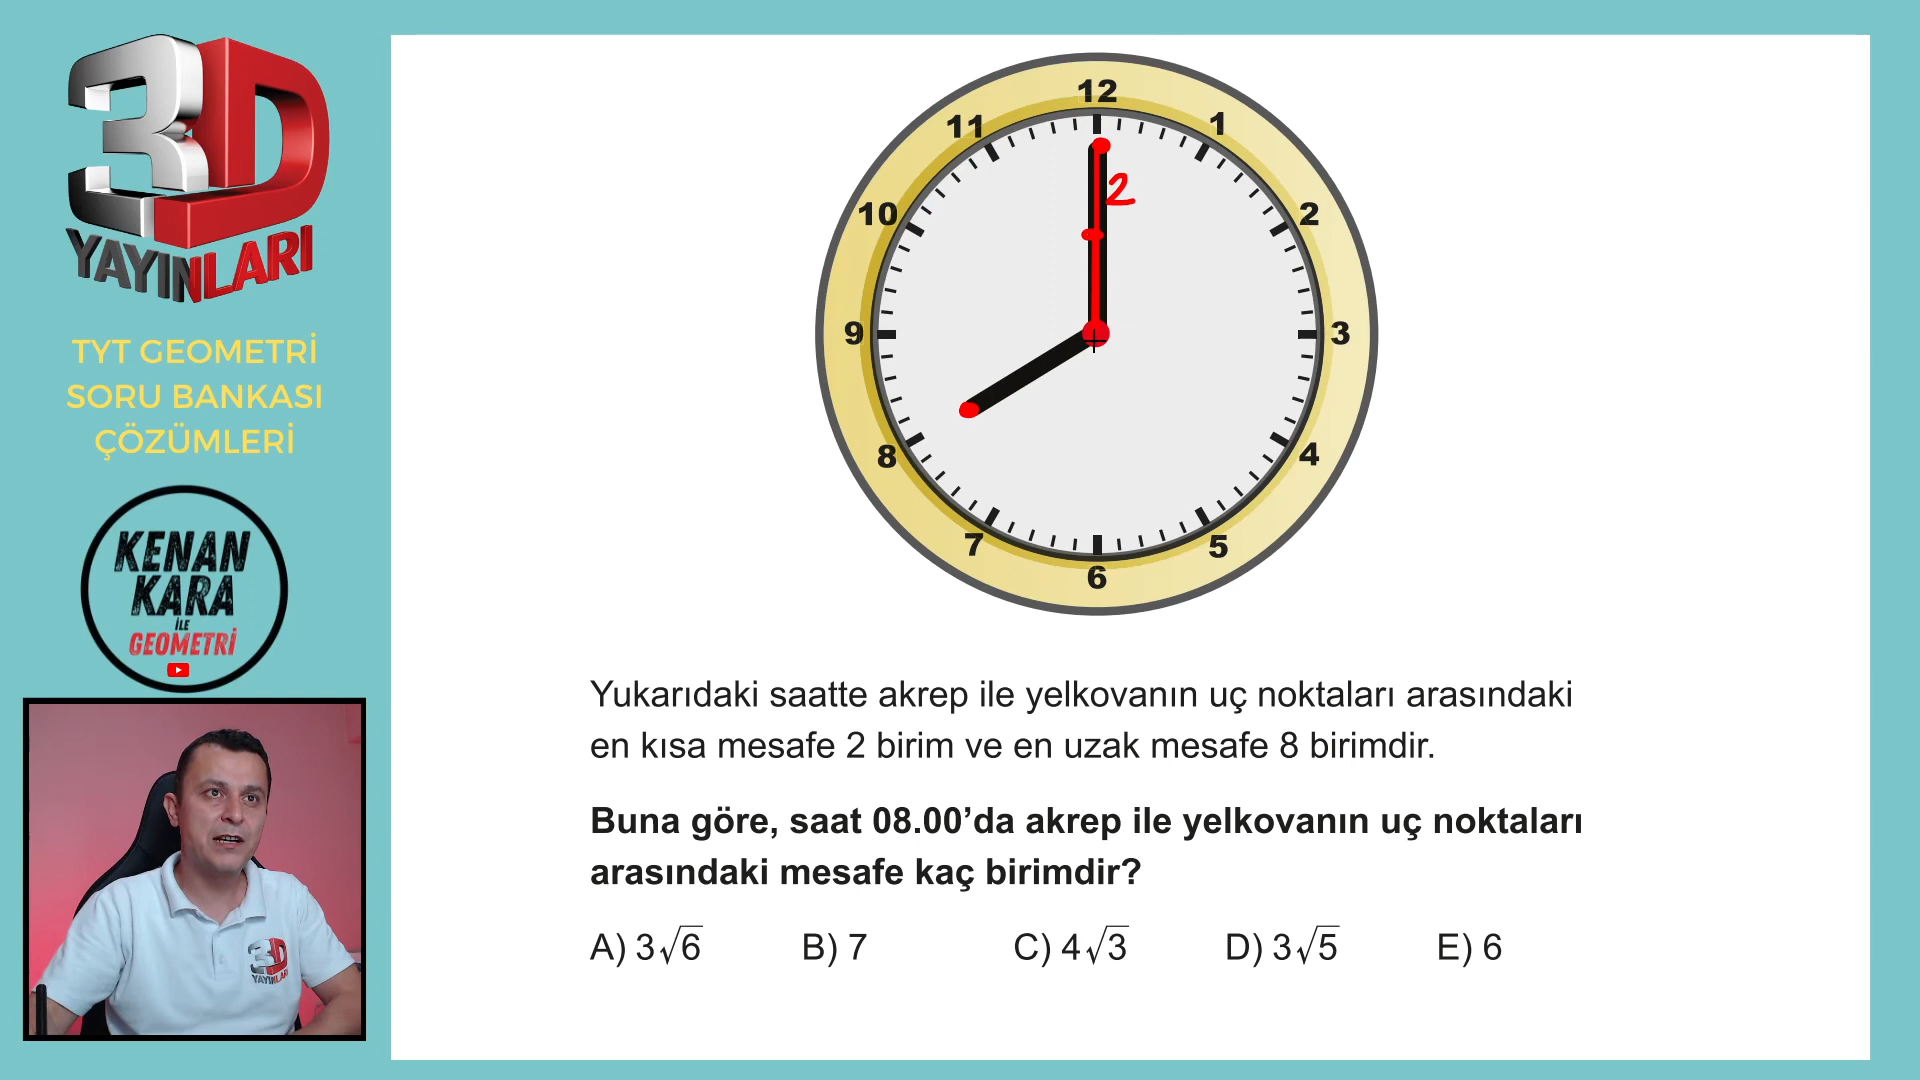 3D
YAYINLARI
TYT GEOMETRİ
SORU BANKASI
ÇÖZÜMLERİ
KENAN
KARA
İLE
GEOMETRİ
3D
YAYINLARI
12
1
2
3
4
5
6
7
8
9
10
11
2
Yukarıdaki saatte akrep ile yelkovanın uç noktaları arasındaki
en kısa mesafe 2 birim ve en uzak mesafe 8 birimdir.
Buna göre, saat 08.00’da akrep ile yelkovanın uç noktaları
arasındaki mesafe kaç birimdir?
A) 3√6 B) 7 C) 4√3 D) 3√5 E) 6